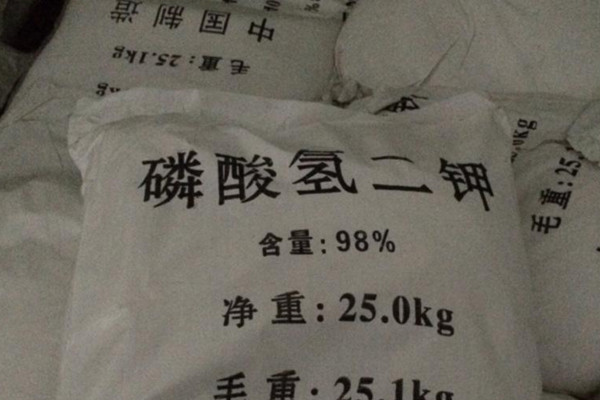 中国制造
毛重:25.1kg
磷酸氢二钾
含量:98%
净重:25.0kg
毛重:25.1kg
毛重:25.